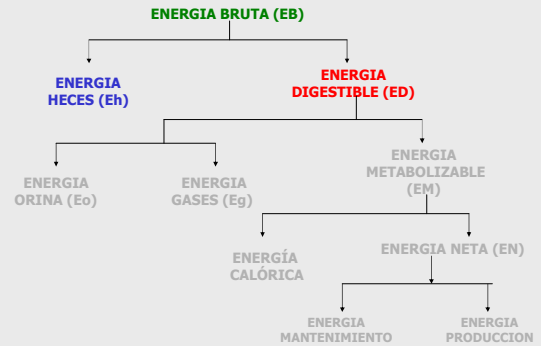 ENERGIA BRUTA (EB)
ENERGIA
HECES (Eh)
ENERGIA
DIGESTIBLE (ED)
ENERGIA
ORINA (Eo)
ENERGIA
GASES (Eg)
ENERGIA
METABOLIZABLE
(EM)
ENERGÍA
CALÓRICA
ENERGIA NETA (EN)
ENERGIA
MANTENIMIENTO
ENERGIA
PRODUCCION